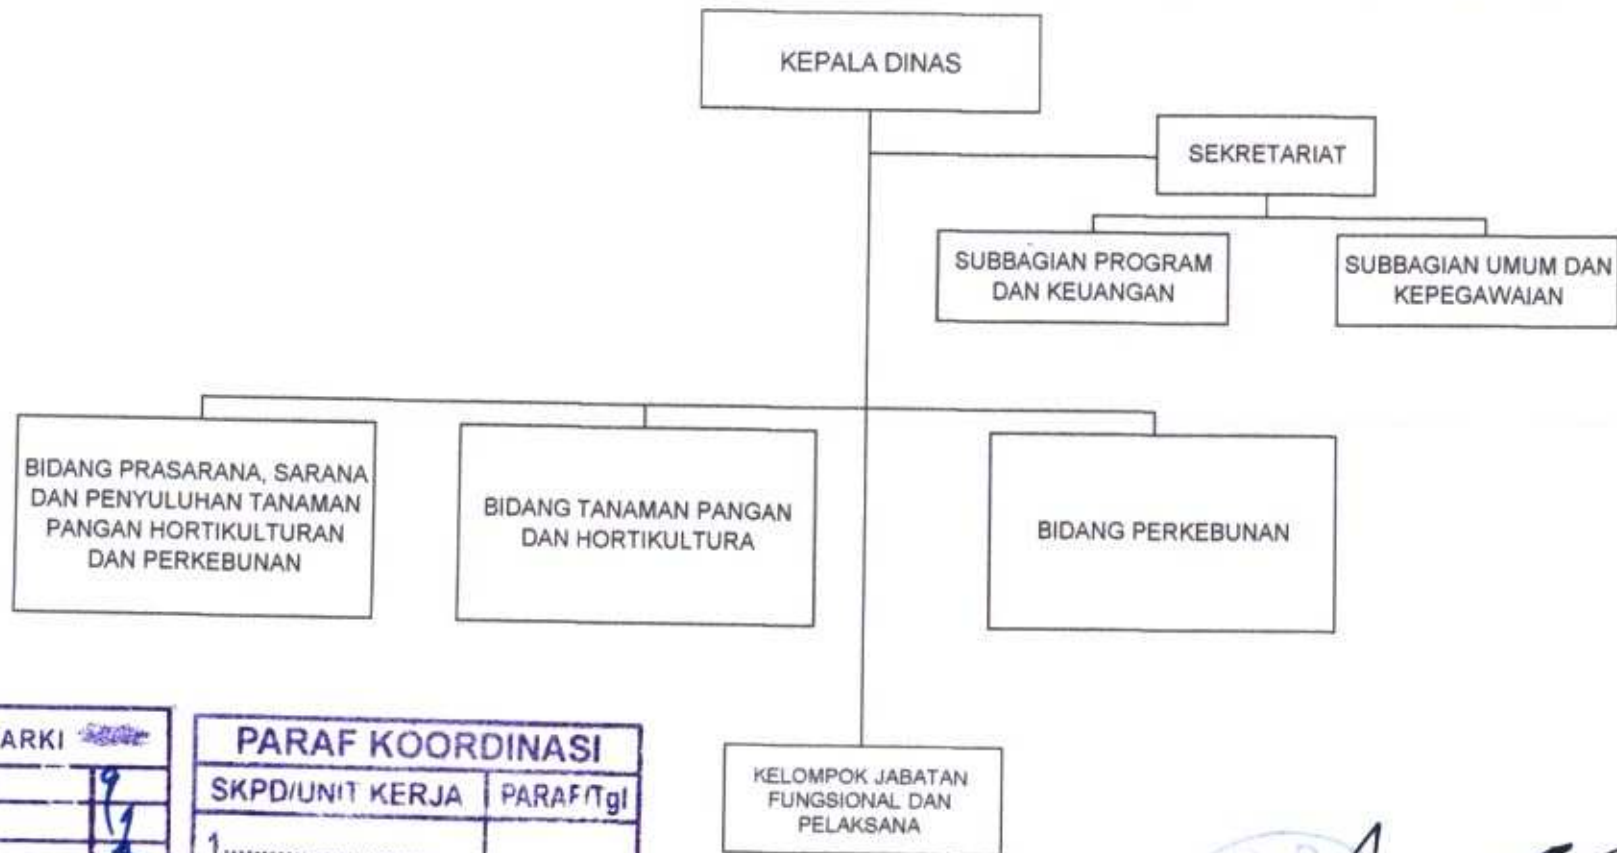 KEPALA DINAS
SEKRETARIAT
SUBBAGIAN PROGRAM
DAN KEUANGAN
SUBBAGIAN UMUM DAN
KEPEGAWAIAN
BIDANG PRASARANA, SARANA
DAN PENYULUHAN TANAMAN
PANGAN HORTIKULTURAN
DAN PERKEBUNAN
BIDANG TANAMAN PANGAN
DAN HORTIKULTURA
BIDANG PERKEBUNAN
KELOMPOK JABATAN
FUNGSIONAL DAN
PELAKSANA
ARKI
PARAF KOORDINASI
SKPD/UNIT KERJA
PARAF/Tgl
1..................